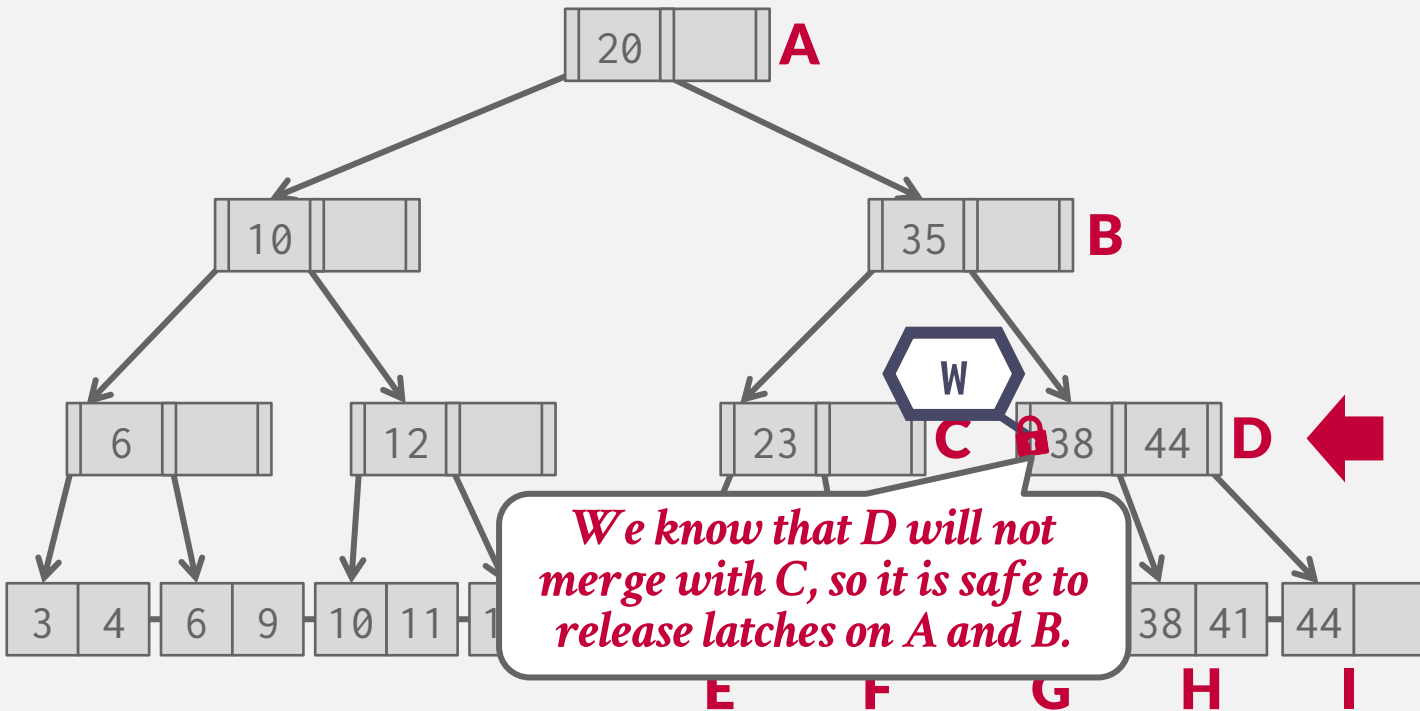 20 A
10 35 B
W
6 12 23 C 38 44 D
We know that D will not
merge with C, so it is safe to
release latches on A and B.
3 4 6 9 10 11 38 41 44
E F G H I